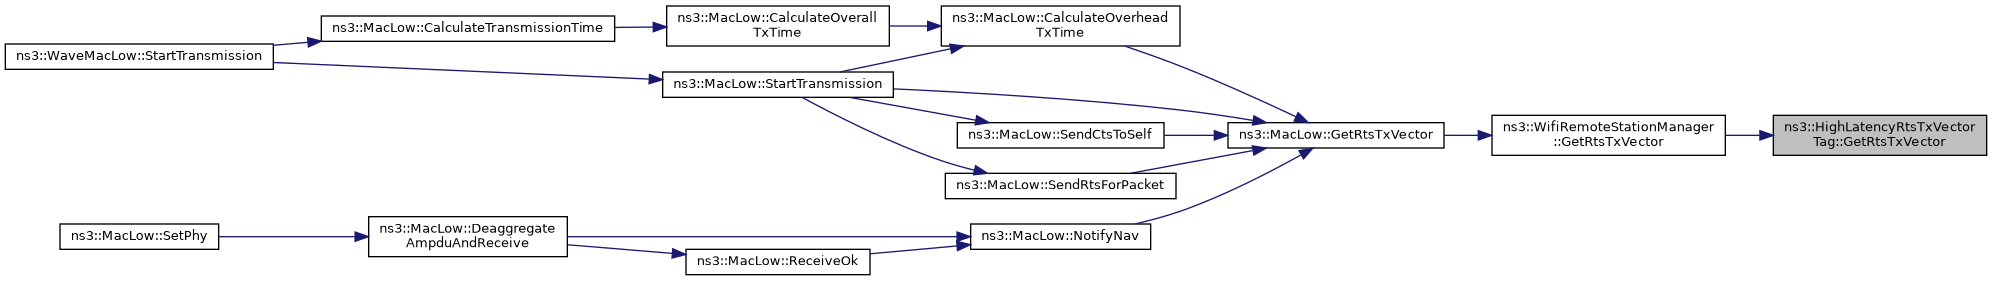 ns3::MacLow::CalculateOverall
TxTime
ns3::MacLow::CalculateOverhead
TxTime
ns3::MacLow::CalculateTransmissionTime
ns3::WaveMacLow::StartTransmission
ns3::MacLow::StartTransmission
ns3::MacLow::SendCtsToSelf
ns3::MacLow::GetRtsTxVector
ns3::WifiRemoteStationManager
::GetRtsTxVector
ns3::HighLatencyRtsTxVector
Tag::GetRtsTxVector
ns3::MacLow::SendRtsForPacket
ns3::MacLow::SetPhy
ns3::MacLow::Deaggregate
AmpduAndReceive
ns3::MacLow::NotifyNav
ns3::MacLow::ReceiveOk